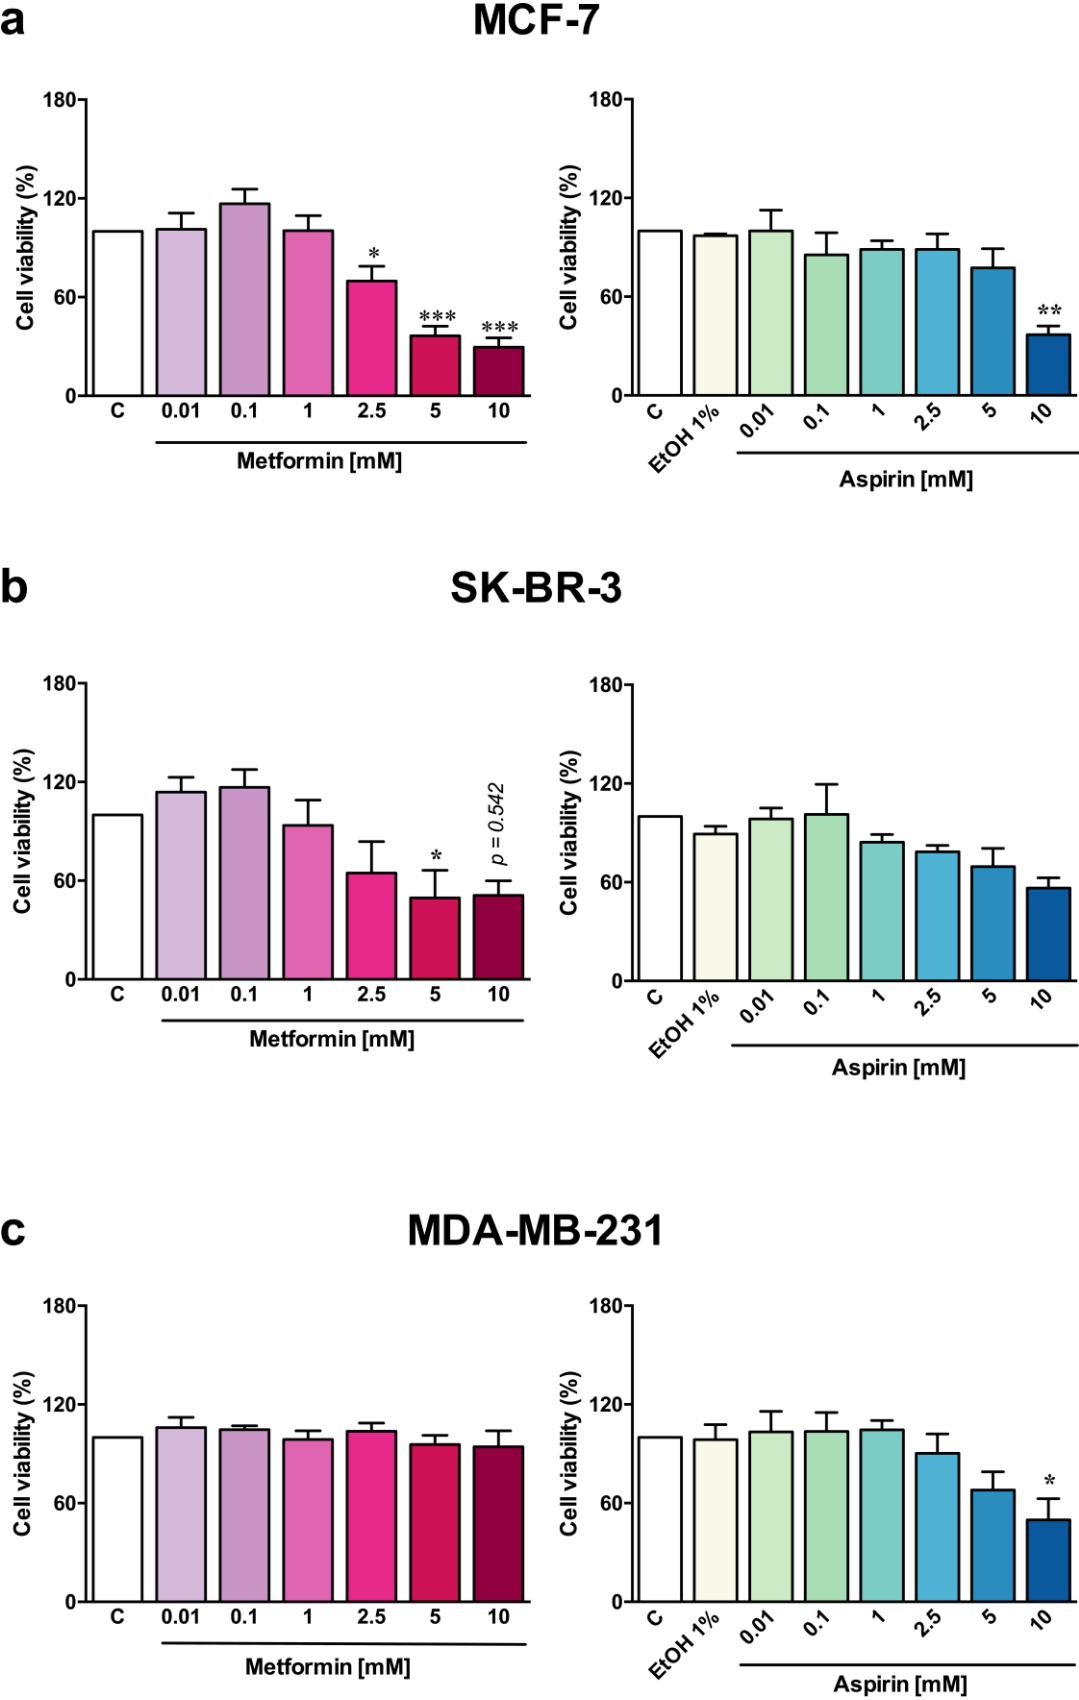 a
MCF-7
Cell viability (%)
180
120
60
0
*
***
***
C 0.01 0.1 1 2.5 5 10
Metformin [mM]
Cell viability (%)
180
120
60
0
**
C EtOH 1% 0.01 0.1 1 2.5 5 10
Aspirin [mM]
b
SK-BR-3
Cell viability (%)
180
120
60
0
*
p = 0.542
C 0.01 0.1 1 2.5 5 10
Metformin [mM]
Cell viability (%)
180
120
60
0
C EtOH 1% 0.01 0.1 1 2.5 5 10
Aspirin [mM]
c
MDA-MB-231
Cell viability (%)
180
120
60
0
C 0.01 0.1 1 2.5 5 10
Metformin [mM]
Cell viability (%)
180
120
60
0
*
C EtOH 1% 0.01 0.1 1 2.5 5 10
Aspirin [mM]